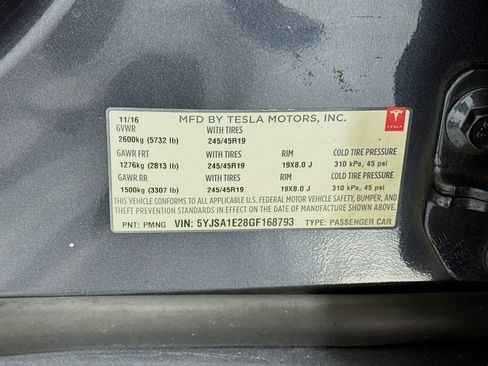 11/16 MFD BY TESLA MOTORS, INC.
GVWR WITH TIRES
2600kg (5732 lb) 245/45R19
GAWR FRT WITH TIRES RIM COLD TIRE PRESSURE
1276kg (2813 lb) 245/45R19 19X8.0 J 310 kPa, 45 psi
GAWR RR WITH TIRES RIM COLD TIRE PRESSURE
1500kg (3307 lb) 245/45R19 19X8.0 J 310 kPa, 45 psi
THIS VEHICLE CONFORMS TO ALL APPLICABLE U.S. FEDERAL MOTOR VEHICLE SAFETY, BUMPER, AND
THEFT PREVENTION STANDARDS IN EFFECT ON THE DATE OF MANUFACTURE SHOWN ABOVE.
PNT: PMNG VIN: 5YJSA1E28GF168793 TYPE: PASSENGER CAR